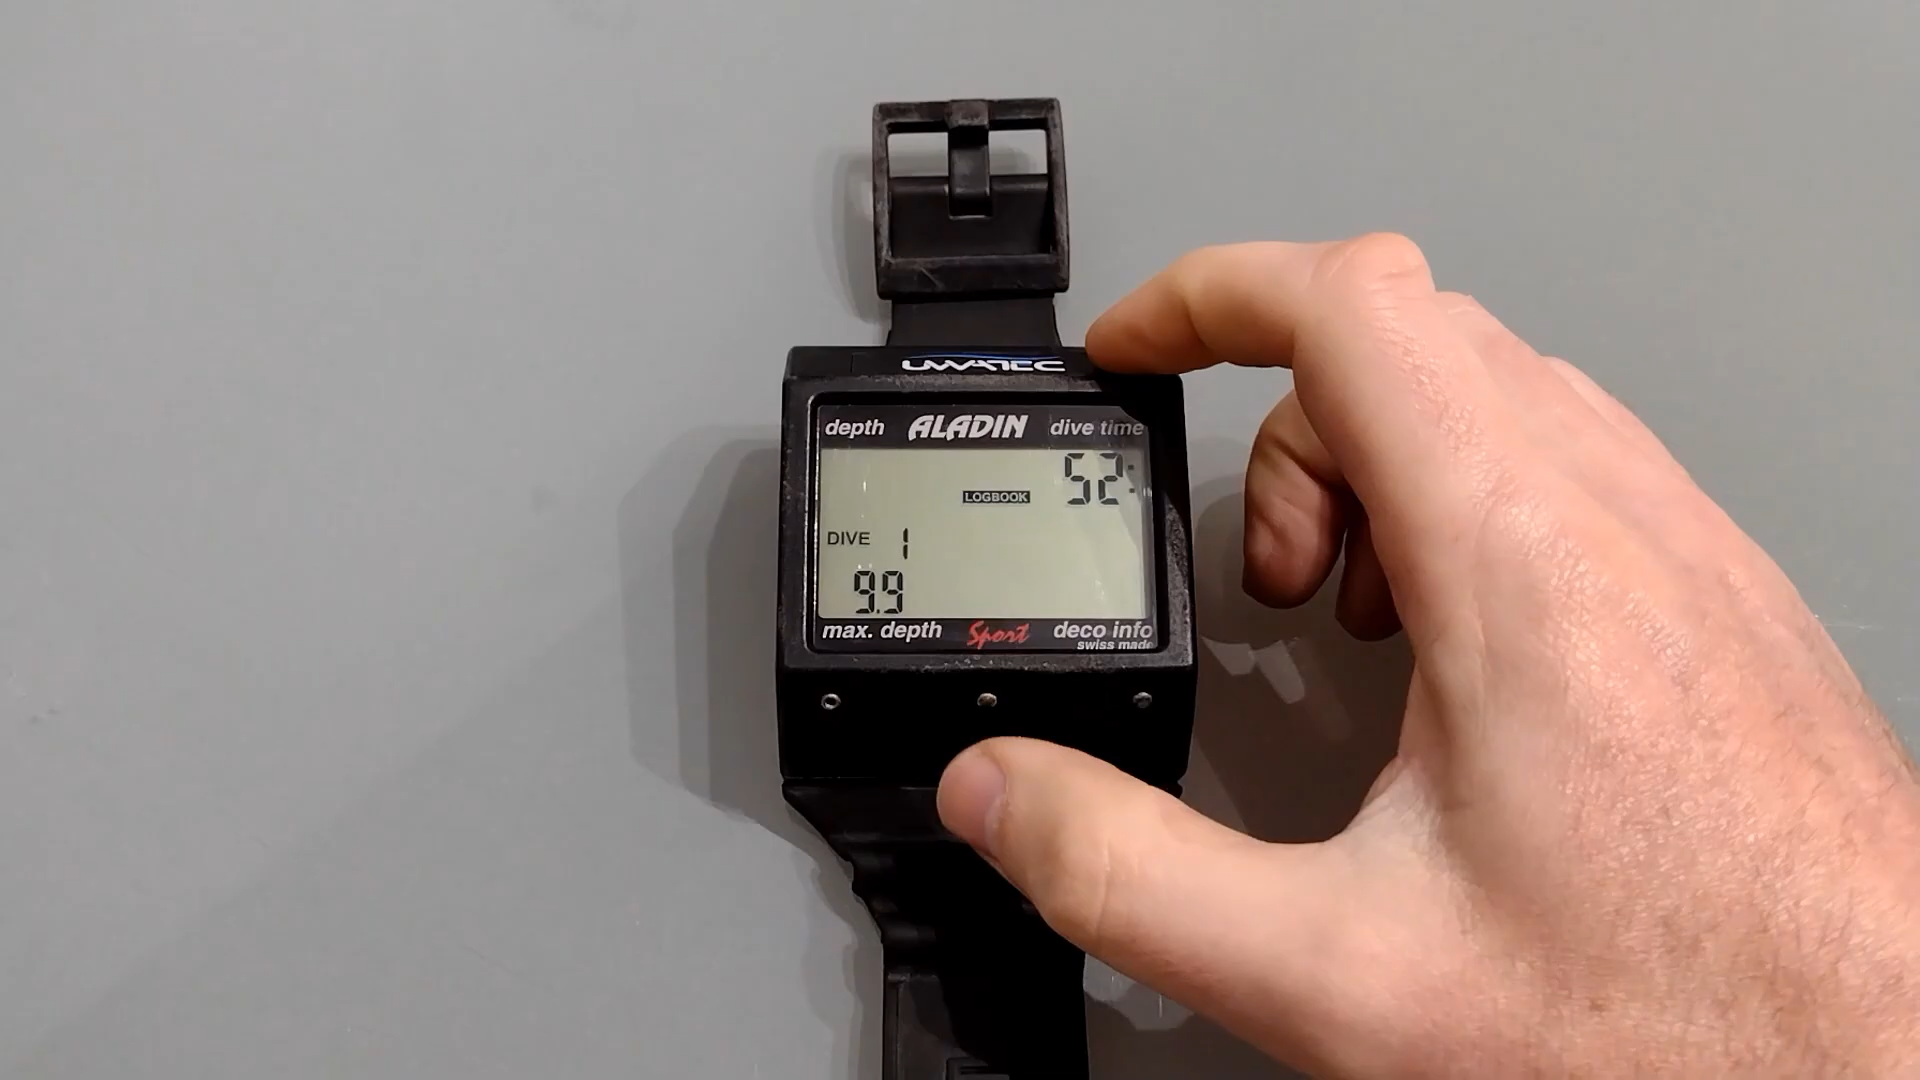 UWATEC
depth ALADIN dive time
52:
LOGBOOK
DIVE 1
9.9
max. depth Sport deco info
swiss made